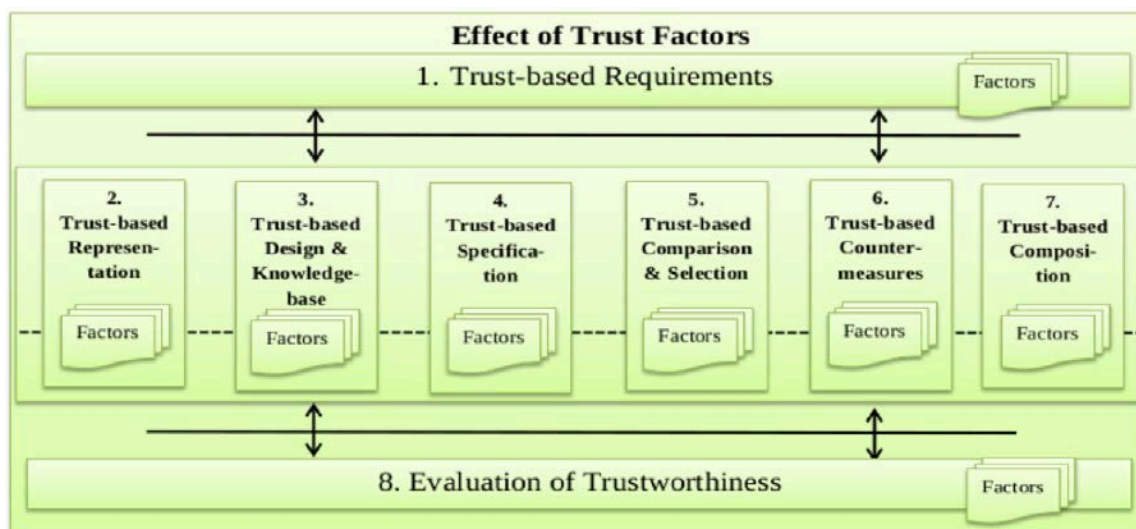 Effect of Trust Factors
1. Trust-based Requirements
Factors
2.
Trust-based
Represen-
tation
Factors
3.
Trust-based
Design &
Knowledge-
base
Factors
4.
Trust-based
Specifica-
tion
Factors
5.
Trust-based
Comparison
& Selection
Factors
6.
Trust-based
Counter-
measures
Factors
7.
Trust-based
Composi-
tion
Factors
8. Evaluation of Trustworthiness
Factors